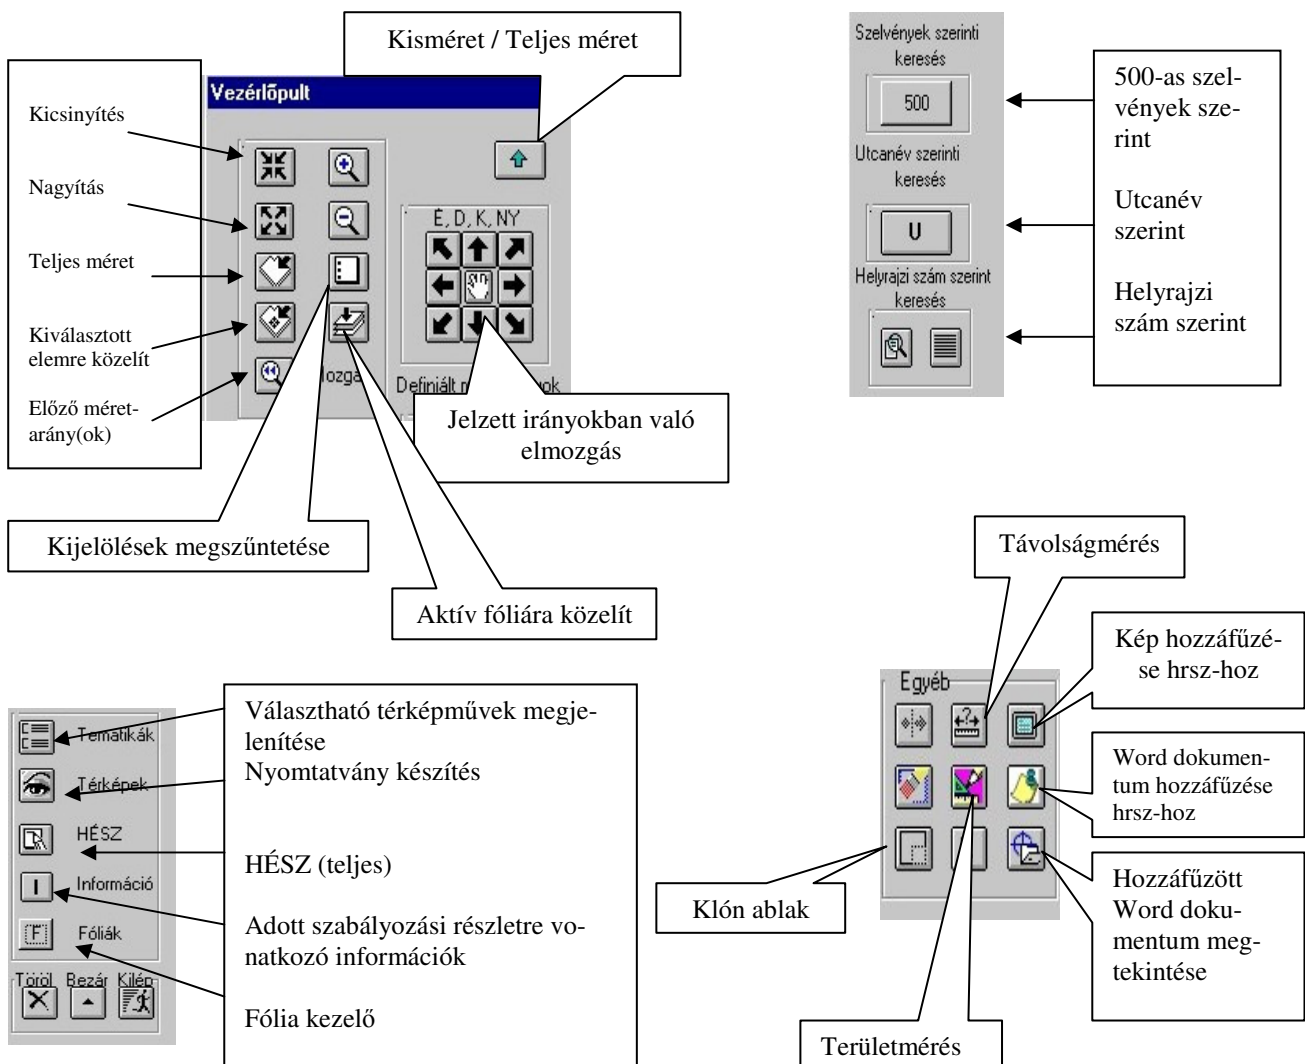 Kisméret / Teljes méret
Kicsinyítés
Nagyítás
Teljes méret
Kiválasztott
elemre közelít
Előző méret-
arány(ok)
Vezérlõpult
É, D, K, NY
Definiált
Jelzett irányokban való
elmozgás
Kijelölések megszűntetése
Aktív fóliára közelít
Szelvények szerinti
keresés
500
Utcanév szerinti
keresés
U
Helyrajzi szám szerint
keresés
500-as szel-
vények sze-
rint
Utcanév
szerint
Helyrajzi
szám szerint
Tematikák
Térképek
HÉSZ
I Információ
F Fóliák
Töröl Bezár Kilép
Választható térképművek megje-
lenítése
Nyomtatvány készítés
HÉSZ (teljes)
Adott szabályozási részletre vo-
natkozó információk
Fólia kezelő
Távolságmérés
Egyéb
Kép hozzáfűzé-
se hrsz-hoz
Word dokumen-
tum hozzáfűzése
hrsz-hoz
Hozzáfűzött
Word doku-
mentum meg-
tekintése
Klón ablak
Területmérés